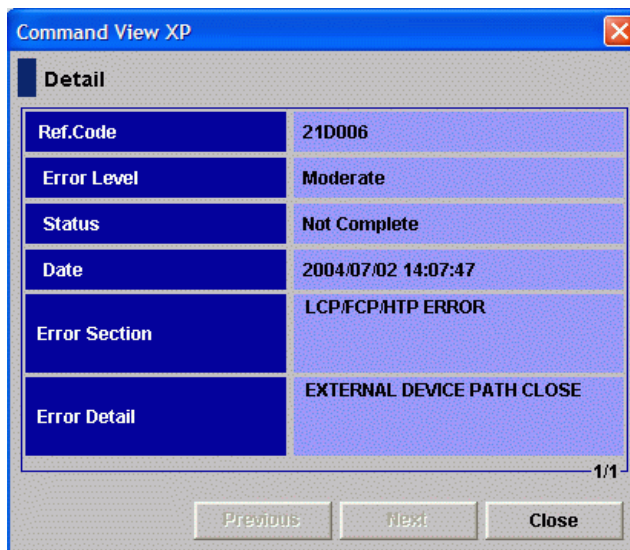 Command View XP
Detail
Ref.Code 21D006
Error Level Moderate
Status Not Complete
Date 2004/07/02 14:07:47
Error Section LCP/FCP/HTP ERROR
Error Detail EXTERNAL DEVICE PATH CLOSE
1/1
Previous Next Close